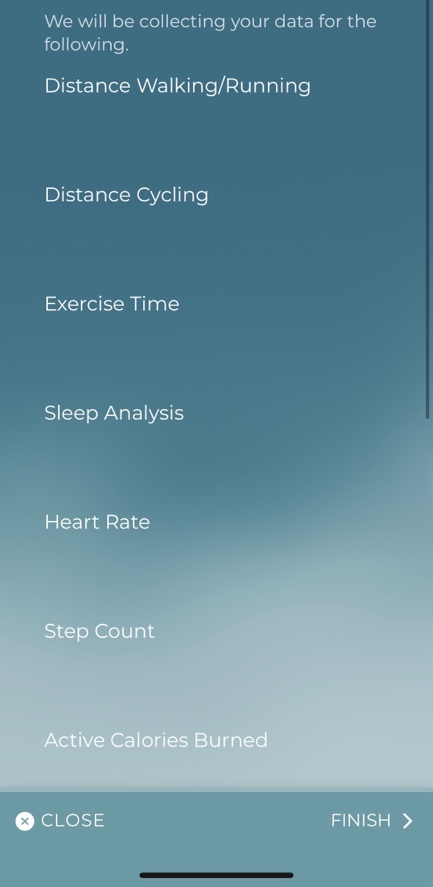 We will be collecting your data for the
following.
Distance Walking/Running
Distance Cycling
Exercise Time
Sleep Analysis
Heart Rate
Step Count
Active Calories Burned
CLOSE
FINISH